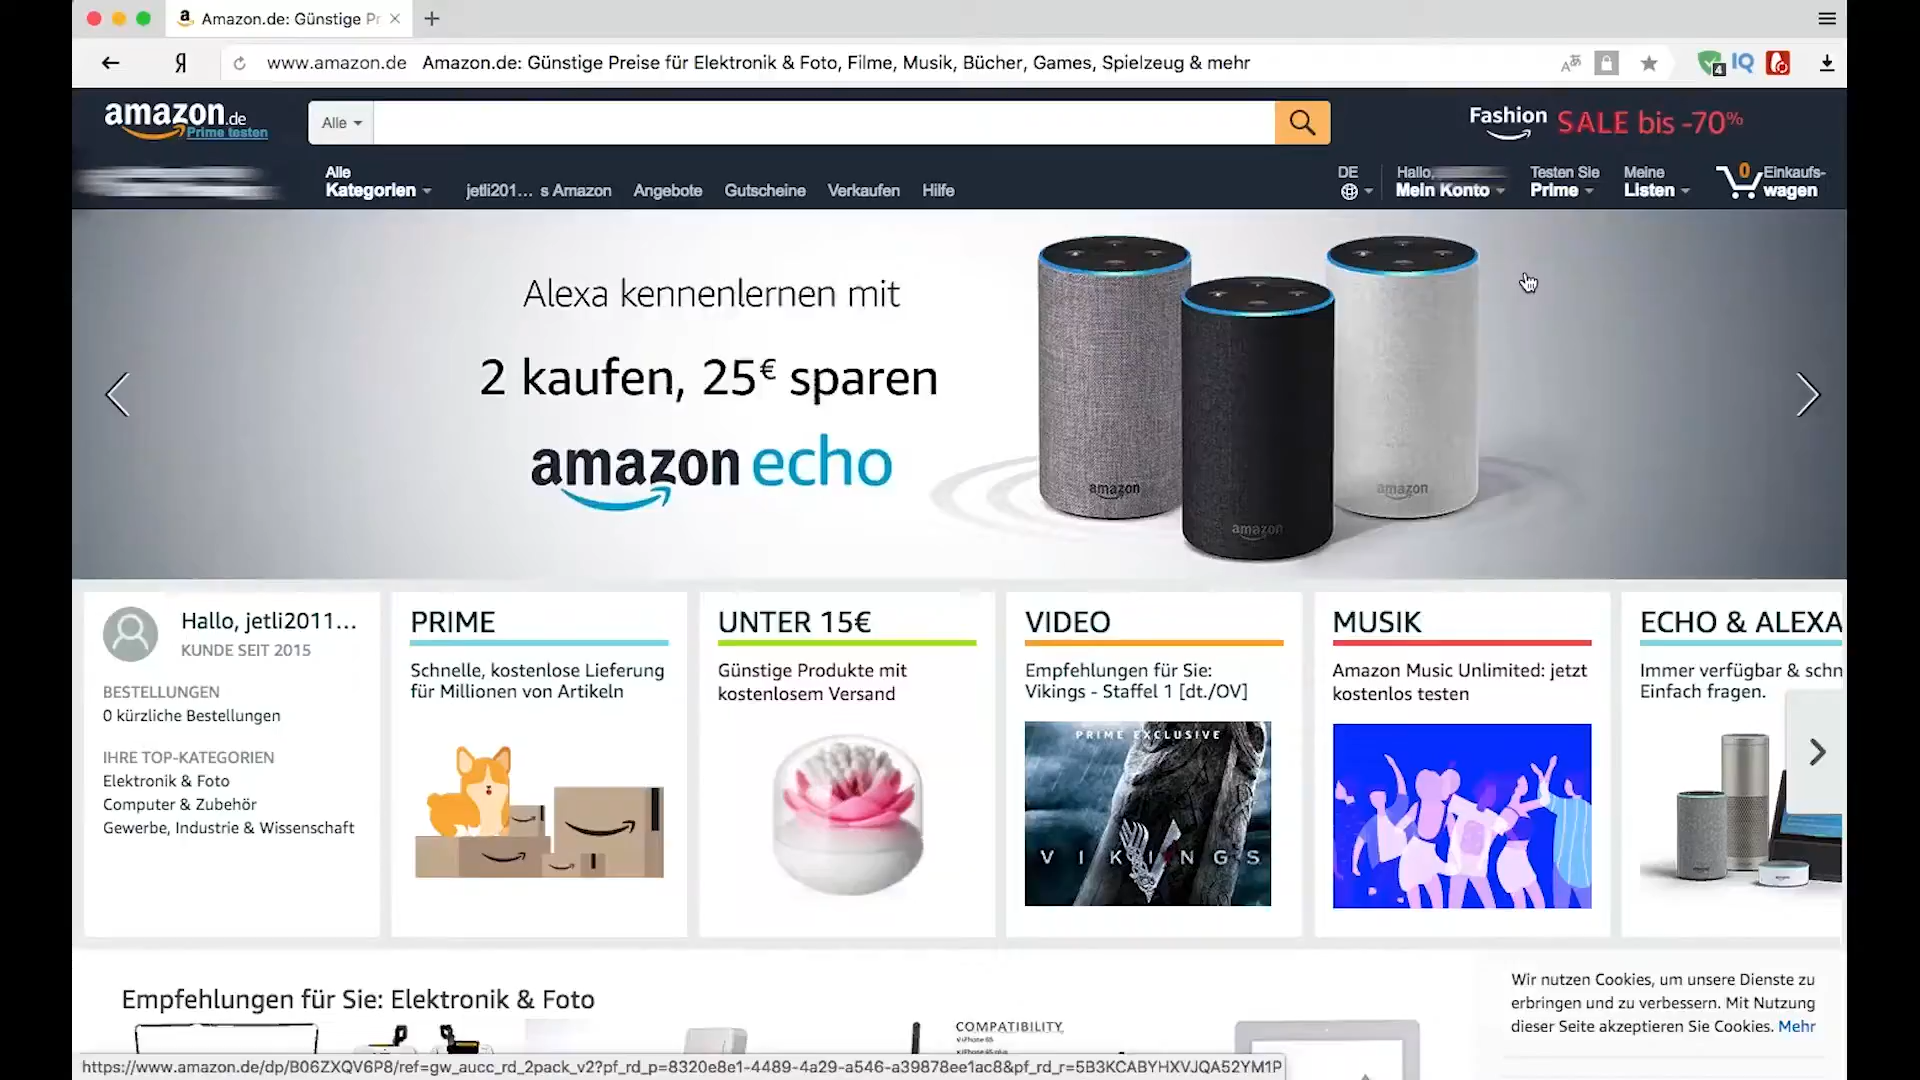 Amazon.de: Günstige Pr
www.amazon.de Amazon.de: Günstige Preise für Elektronik & Foto, Filme, Musik, Bücher, Games, Spielzeug & mehr
amazon.de
Prime testen
Alle
Fashion SALE bis -70%
Alle
Kategorien
jetli201... s Amazon
Angebote
Gutscheine
Verkaufen
Hilfe
DE
Hallo,
Mein Konto
Testen Sie
Prime
Meine
Listen
0
Einkaufs-
wagen
Alexa kennenlernen mit
2 kaufen, 25€ sparen
amazon echo
amazon
amazon
amazon
Hallo, jetli2011...
KUNDE SEIT 2015
BESTELLUNGEN
0 kürzliche Bestellungen
IHRE TOP-KATEGORIEN
Elektronik & Foto
Computer & Zubehör
Gewerbe, Industrie & Wissenschaft
PRIME
Schnelle, kostenlose Lieferung
für Millionen von Artikeln
UNTER 15€
Günstige Produkte mit
kostenlosem Versand
VIDEO
Empfehlungen für Sie:
Vikings - Staffel 1 [dt./OV]
PRIME EXCLUSIVE
VIKINGS
MUSIK
Amazon Music Unlimited: jetzt
kostenlos testen
ECHO & ALEXA
Immer verfügbar & schn
Einfach fragen.
Empfehlungen für Sie: Elektronik & Foto
COMPATIBILITY
Wir nutzen Cookies, um unsere Dienste zu
erbringen und zu verbessern. Mit Nutzung
dieser Seite akzeptieren Sie Cookies. Mehr
https://www.amazon.de/dp/B06ZXQV6P8/ref=gw_aucc_rd_2pack_v2?pf_rd_p=8320e8e1-4489-4a29-a546-a39878ee1ac8&pf_rd_r=5B3KCABYHXVJQA52YM1P